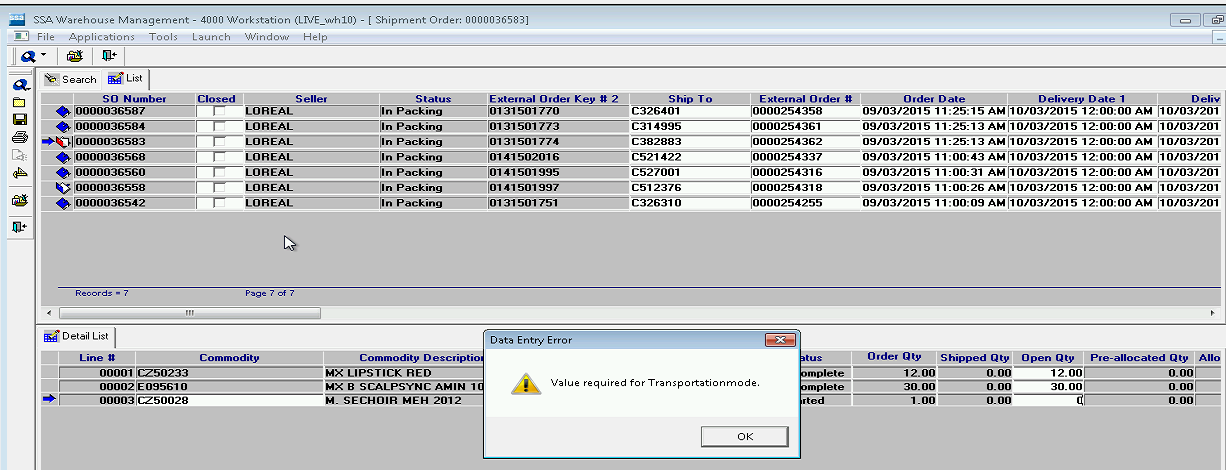 SSA Warehouse Management - 4000 Workstation (LIVE_wh10) - [ Shipment Order: 0000036583]
File Applications Tools Launch Window Help
Search List
SO Number Closed Seller Status External Order Key # 2 Ship To External Order # Order Date Delivery Date 1 Deliv
0000036587 LOREAL In Packing 0131501770 C326401 0000254358 09/03/2015 11:25:15 AM 10/03/2015 12:00:00 AM 10/03/201
0000036584 LOREAL In Packing 0131501773 C314995 0000254361 09/03/2015 11:25:13 AM 10/03/2015 12:00:00 AM 10/03/201
0000036583 LOREAL In Packing 0131501774 C382883 0000254362 09/03/2015 11:25:13 AM 10/03/2015 12:00:00 AM 10/03/201
0000036568 LOREAL In Packing 0141502016 C521422 0000254337 09/03/2015 11:00:43 AM 10/03/2015 12:00:00 AM 10/03/201
0000036560 LOREAL In Packing 0141501995 C527001 0000254316 09/03/2015 11:00:31 AM 10/03/2015 12:00:00 AM 10/03/201
0000036558 LOREAL In Packing 0141501997 C512376 0000254318 09/03/2015 11:00:26 AM 10/03/2015 12:00:00 AM 10/03/201
0000036542 LOREAL In Packing 0131501751 C326310 0000254255 09/03/2015 11:00:09 AM 10/03/2015 12:00:00 AM 10/03/201
Records = 7 Page 7 of 7
Detail List
Data Entry Error
Line # Commodity Commodity Description atus Order Qty Shipped Qty Open Qty Pre-allocated Qty Allo
00001 CZ50233 MX LIPSTICK RED omplete 12.00 0.00 12.00 0.00
00002 E095610 MX B SCALPSYNC AMIN 10 omplete 30.00 0.00 30.00 0.00
00003 CZ50028 M. SECHOIR MEH 2012 rted 1.00 0.00 0 0.00
Value required for Transportationmode.
OK